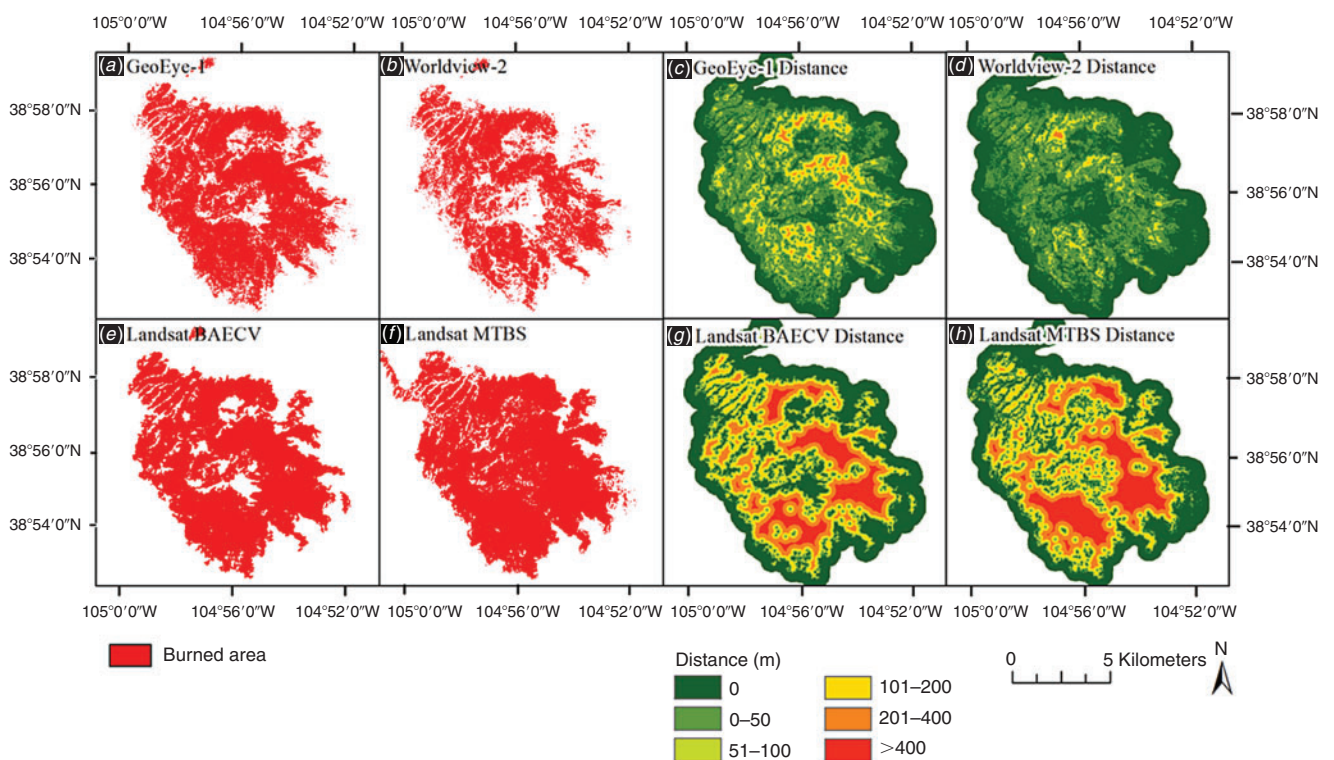 105°0′0″W 104°56′0″W 104°52′0″W 105°0′0″W 104°56′0″W 104°52′0″W 105°0′0″W 104°56′0″W 104°52′0″W 105°0′0″W 104°56′0″W 104°52′0″W
(a) GeoEye-1
(b) Worldview-2
(c) GeoEye-1 Distance
(d) Worldview-2 Distance
38°58′0″N
38°56′0″N
38°54′0″N
38°58′0″N
38°56′0″N
38°54′0″N
(e) Landsat BAECV
(f) Landsat MTBS
(g) Landsat BAECV Distance
(h) Landsat MTBS Distance
38°58′0″N
38°56′0″N
38°54′0″N
38°58′0″N
38°56′0″N
38°54′0″N
105°0′0″W 104°56′0″W 104°52′0″W 105°0′0″W 104°56′0″W 104°52′0″W 105°0′0″W 104°56′0″W 104°52′0″W 105°0′0″W 104°56′0″W 104°52′0″W
Burned area
Distance (m)
0
0–50
51–100
101–200
201–400
>400
0 5 Kilometers
N